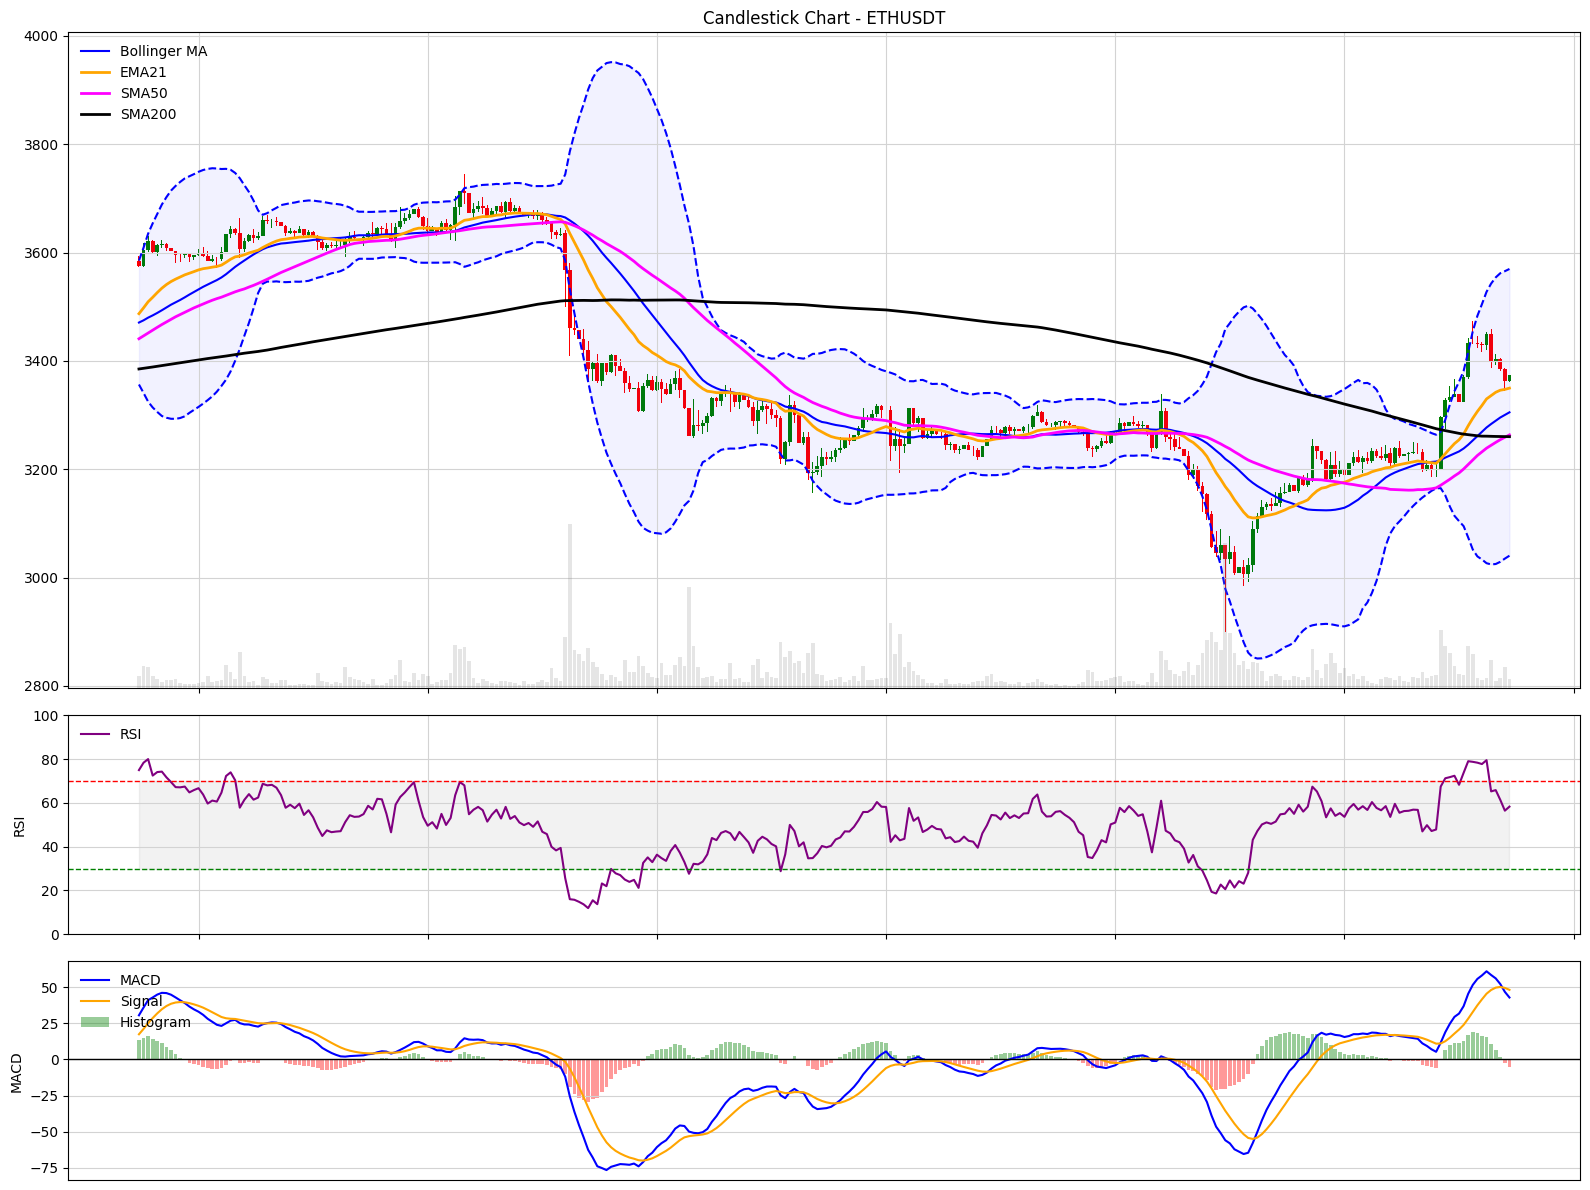 Candlestick Chart - ETHUSDT
4000
3800
3600
3400
3200
3000
2800
Bollinger MA
EMA21
SMA50
SMA200
100
80
60
40
20
0
RSI
RSI
50
25
0
−25
−50
−75
MACD
MACD
Signal
Histogram